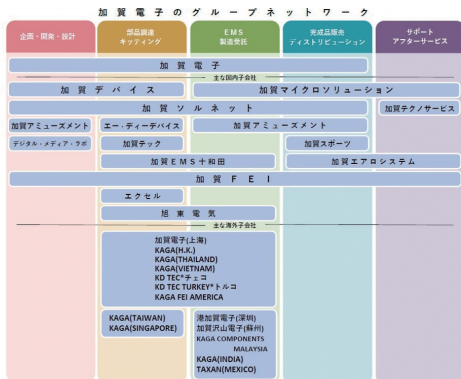 加賀電子のグループネットワーク
企画・開発・設計
部品調達
キッティング
EMS
製造受託
完成品販売
ディストリビューション
サポート
アフターサービス
加賀電子
主な国内子会社
加賀デバイス
加賀マイクロソリューション
加賀ソルネット
加賀テクノサービス
加賀アミューズメント
エー・ディーデバイス
加賀アミューズメント
デジタル・メディア・ラボ
加賀テック
加賀スポーツ
加賀EMS十和田
加賀エアロシステム
加賀FEI
エクセル
旭東電気
主な海外子会社
加賀電子(上海)
KAGA(H.K.)
KAGA(THAILAND)
KAGA(VIETNAM)
KD TEC*チェコ
KD TEC TURKEY*トルコ
KAGA FEI AMERICA
KAGA(TAIWAN)
KAGA(SINGAPORE)
港加賀電子(深圳)
加賀沢山電子(蘇州)
KAGA COMPONENTS
MALAYSIA
KAGA(INDIA)
TAXAN(MEXICO)